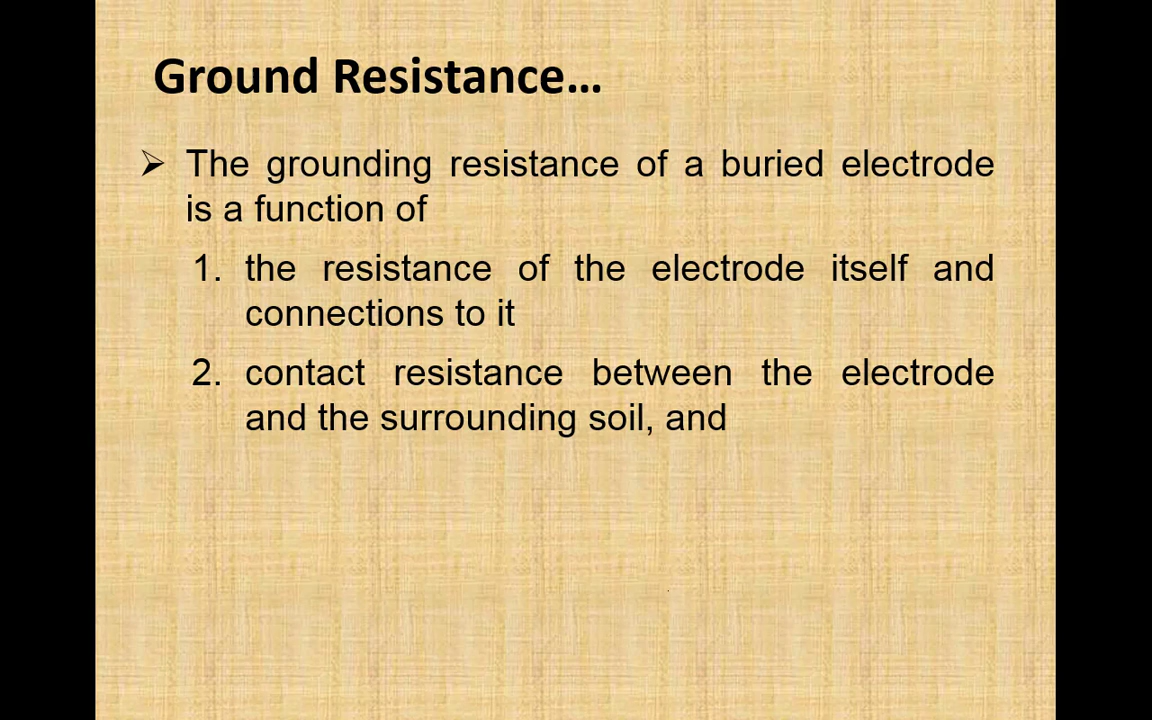 Ground Resistance…
➢ The grounding resistance of a buried electrode
is a function of
1. the resistance of the electrode itself and
connections to it
2. contact resistance between the electrode
and the surrounding soil, and